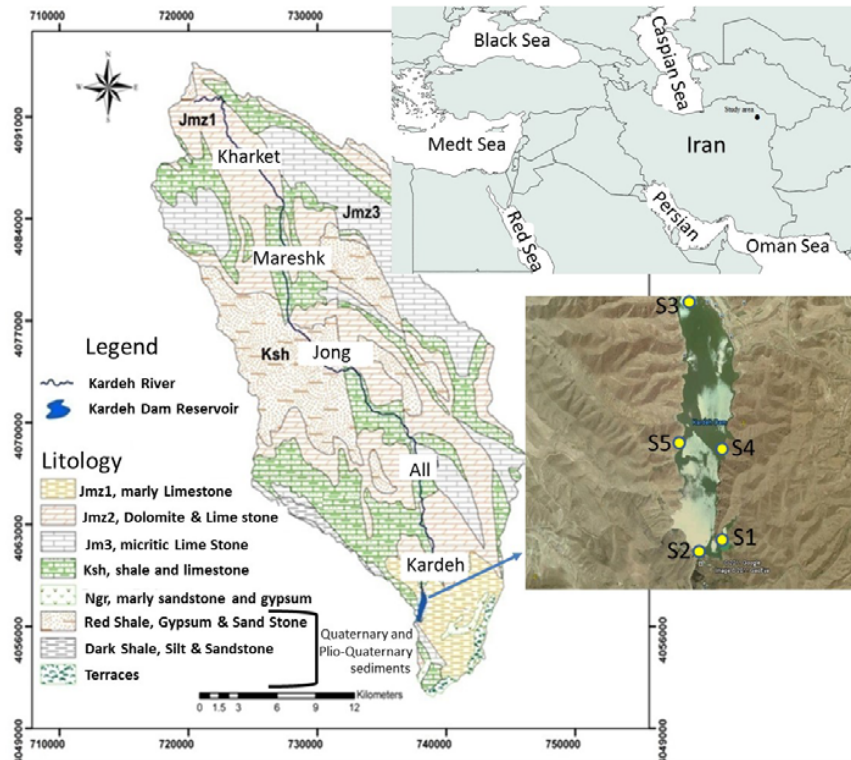 710000
720000
730000
4091000
4084000
4077000
4070000
4063000
4056000
4049000
N
W
E
S
Jmz1
Kharket
Jmz3
Mareshk
Ksh
Jong
All
Kardeh
Legend
Kardeh River
Kardeh Dam Reservoir
Litology
Jmz1, marly Limestone
Jmz2, Dolomite & Lime stone
Jm3, micritic Lime Stone
Ksh, shale and limestone
Ngr, marly sandstone and gypsum
Red Shale, Gypsum & Sand Stone
Dark Shale, Silt & Sandstone
Terraces
Quaternary and
Plio-Quaternary
sediments
Kilometers
0 1.5 3 6 9 12
710000
720000
730000
740000
750000
4056000
4049000
Black Sea
Caspian Sea
Study area
Medt Sea
Iran
Red Sea
Persian
Oman Sea
S3
Kardeh Dam
S5
S4
S1
S2